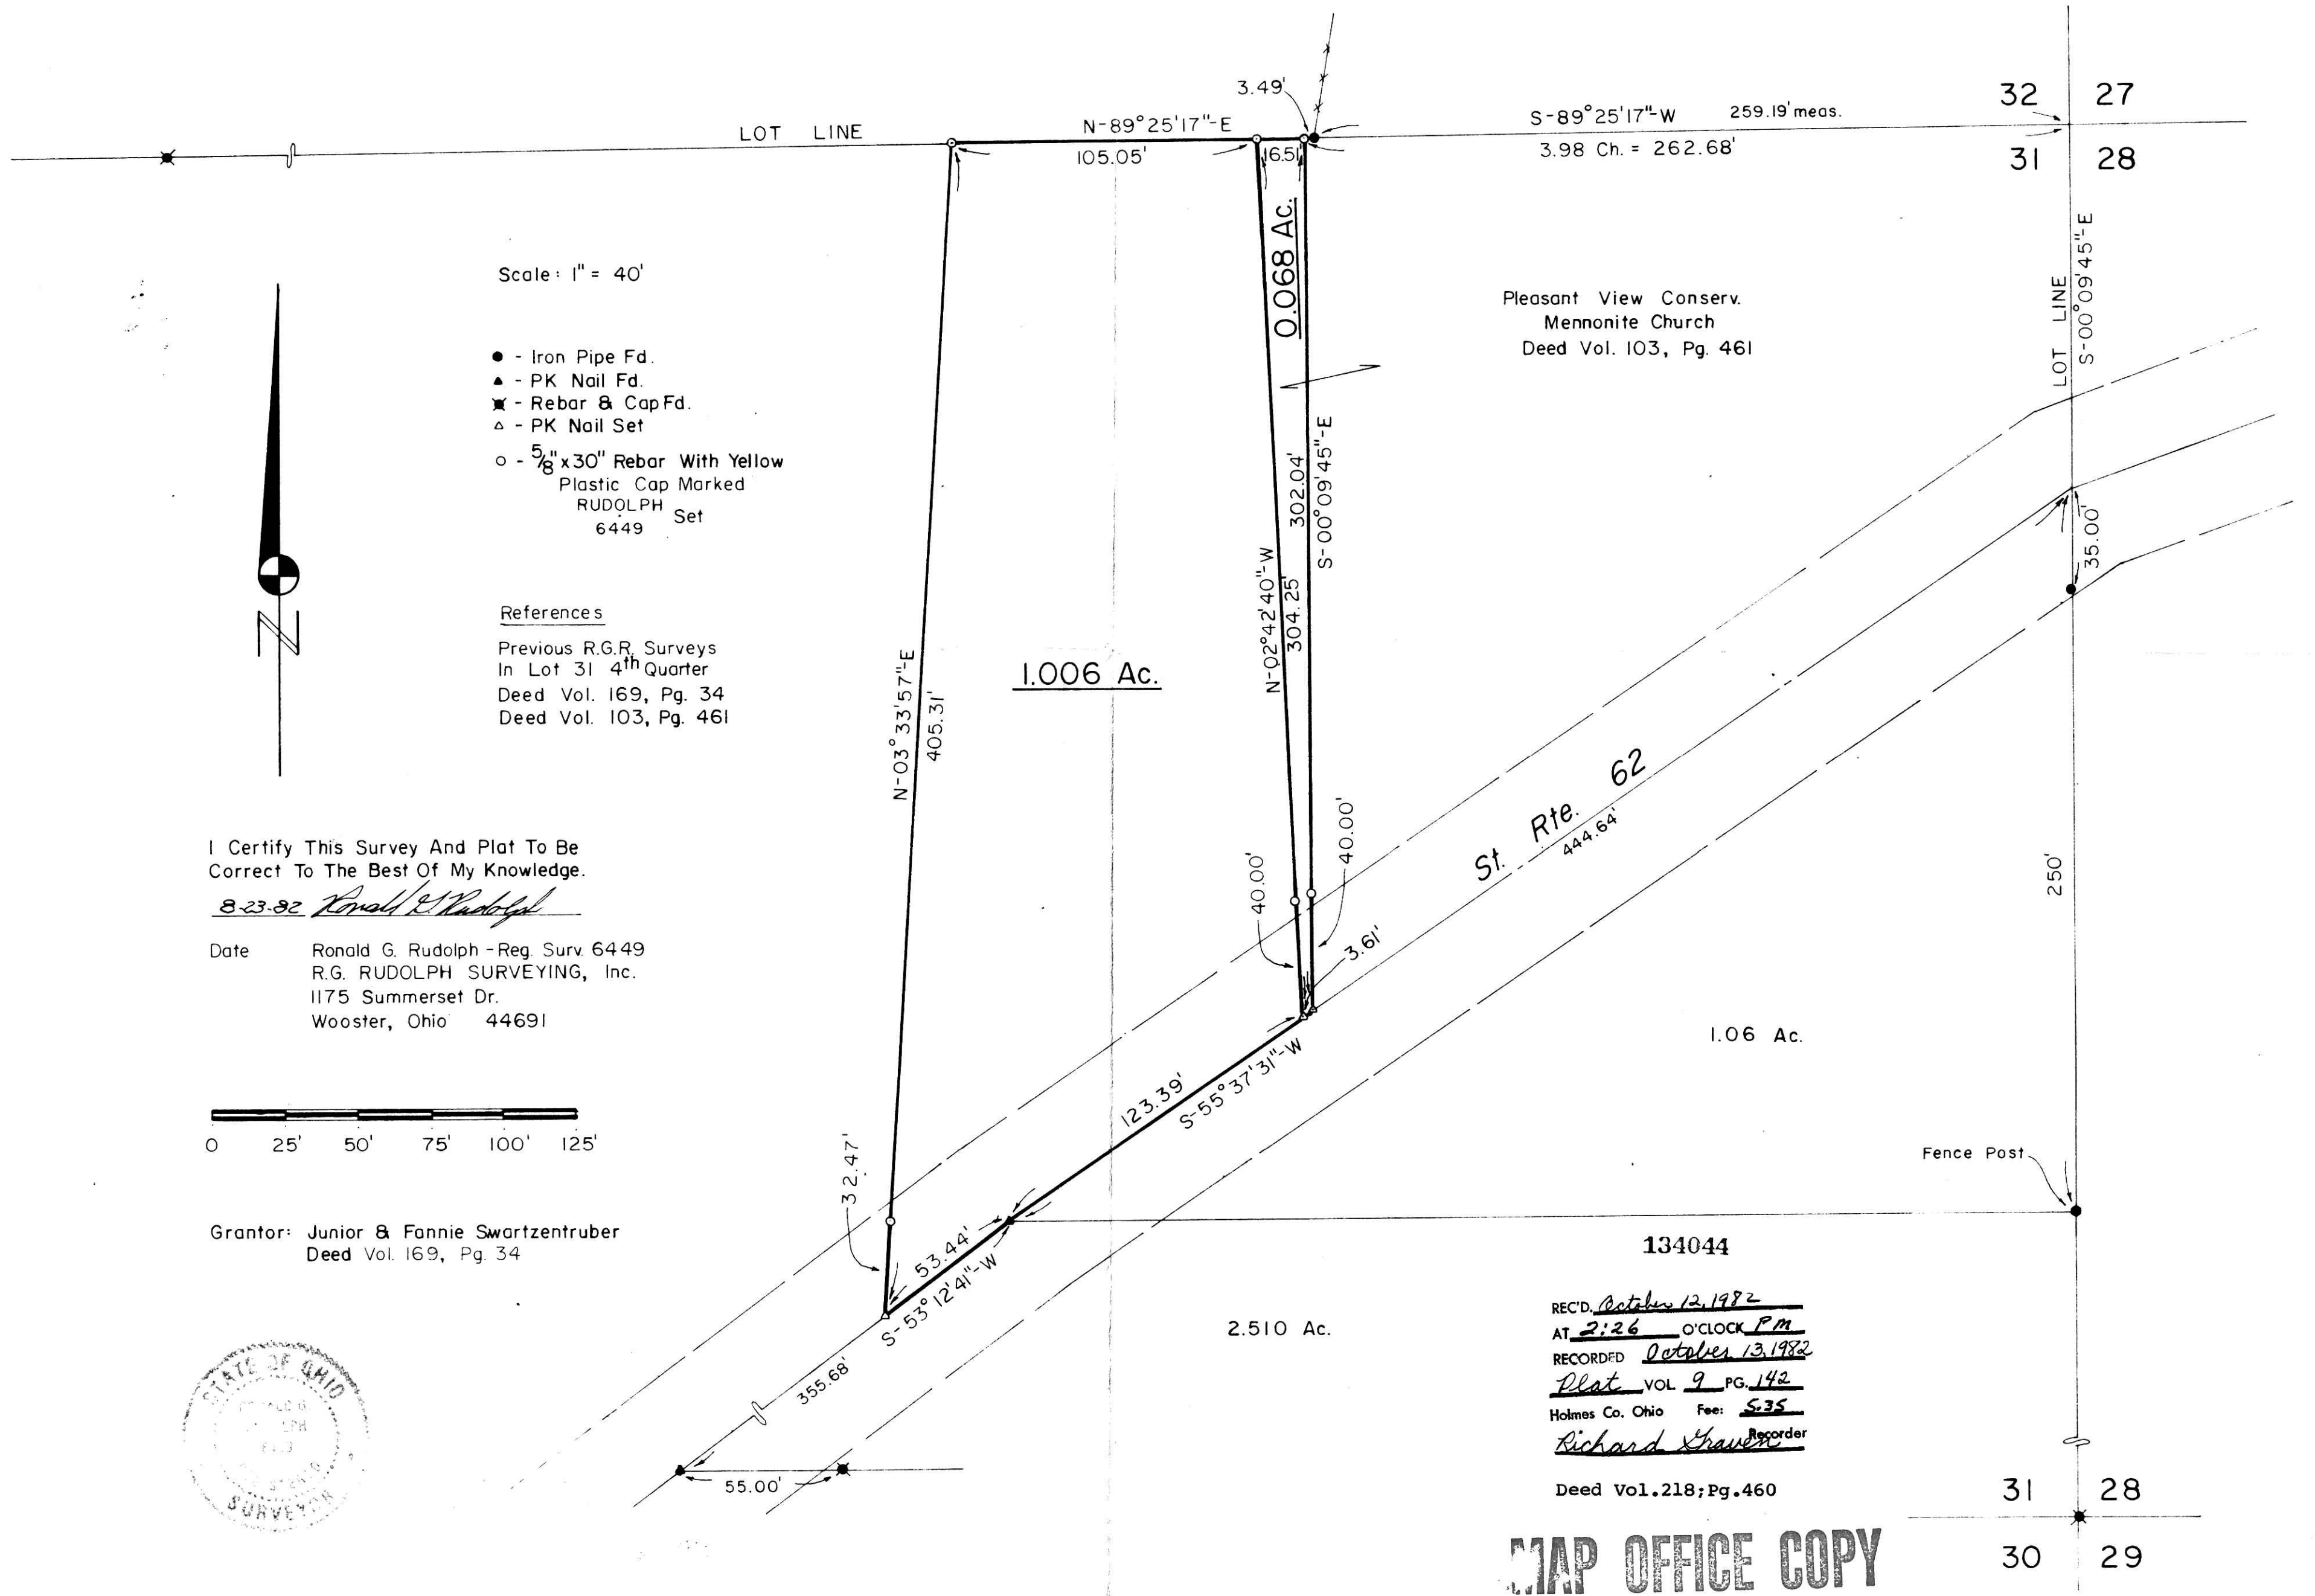 3.49'
LOT LINE
N-89°25'17"-E
105.05'
16.51'
S-89°25'17"-W 259.19' meas.
3.98 Ch. = 262.68'
32 27
31 28
Scale: 1" = 40'
● - Iron Pipe Fd.
▲ - PK Nail Fd.
- Rebar & Cap Fd.
△ - PK Nail Set
○ - 5/8" x 30" Rebar With Yellow
Plastic Cap Marked
RUDOLPH
6449 Set
0.068 Ac.
Pleasant View Conserv.
Mennonite Church
Deed Vol. 103, Pg. 461
LOT LINE
S-00°09'45"-E
302.04'
S-00°09'45"-E
N-02°42'40"-W
304.25'
35.00'
N
References
Previous R.G.R. Surveys
In Lot 31 4th Quarter
Deed Vol. 169, Pg. 34
Deed Vol. 103, Pg. 461
N-03°33'57"-E
405.31'
1.006 Ac.
St. Rte. 62
444.64'
I Certify This Survey And Plat To Be
Correct To The Best Of My Knowledge.
8-23-82 Ronald G. Rudolph
Date
Ronald G. Rudolph - Reg. Surv. 6449
R.G. RUDOLPH SURVEYING, Inc.
1175 Summerset Dr.
Wooster, Ohio 44691
40.00'
40.00'
3.61'
250'
1.06 Ac.
123.39'
S-55°37'31"-W
0 25' 50' 75' 100' 125'
32.47'
Fence Post
Grantor: Junior & Fannie Swartzentruber
Deed Vol. 169, Pg. 34
53.44'
S-53°12'41"-W
355.68'
55.00'
2.510 Ac.
134044
REC'D. October 12, 1982
AT 2:26 O'CLOCK PM
RECORDED October 13, 1982
Plat VOL 9 PG. 142
Holmes Co. Ohio Fee: 5.35
Richard Graven Recorder
Deed Vol.218;Pg.460
STATE OF OHIO
SURVEYOR
31 28
30 29
MAP OFFICE COPY